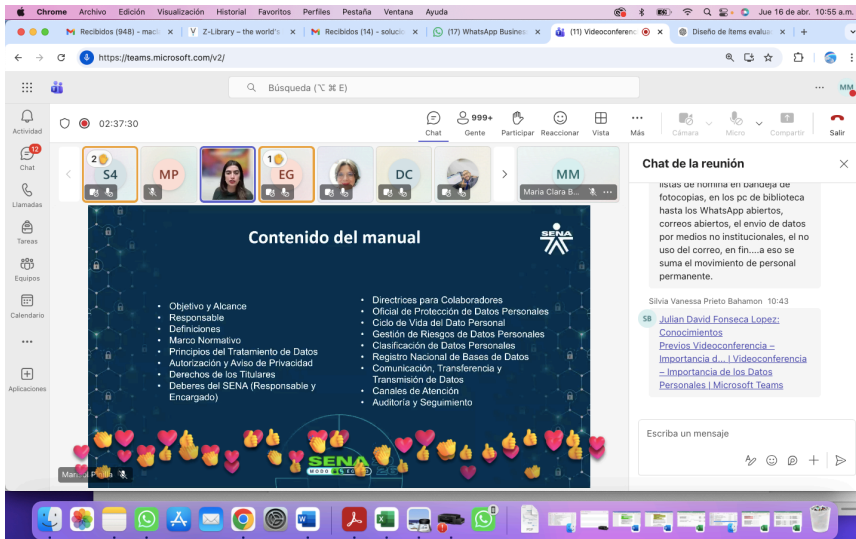 Chrome Archivo Edición Visualización Historial Favoritos Perfiles Pestaña Ventana Ayuda
Jue 16 de abr. 10:55 a.m.
Recibidos (948) - mac
Z-Library – the world's
Recibidos (14) - solucio
(17) WhatsApp Business
(11) Videoconferenc
Diseño de ítems evalua
https://teams.microsoft.com/v2/
Búsqueda (⌥ ⌘ E)
MM
02:37:30
Chat
999+
Gente
Participar
Reaccionar
Vista
Más
Cámara
Micro
Compartir
Salir
Actividad
12
Chat
Llamadas
Tareas
Equipos
Calendario
Aplicaciones
2
S4
MP
1
EG
DC
MM
María Clara B...
Contenido del manual
SENA
• Objetivo y Alcance
• Responsable
• Definiciones
• Marco Normativo
• Principios del Tratamiento de Datos
• Autorización y Aviso de Privacidad
• Derechos de los Titulares
• Deberes del SENA (Responsable y
Encargado)
• Directrices para Colaboradores
• Oficial de Protección de Datos Personales
• Ciclo de Vida del Dato Personal
• Gestión de Riesgos de Datos Personales
• Clasificación de Datos Personales
• Registro Nacional de Bases de Datos
• Comunicación, Transferencia y
Transmisión de Datos
• Canales de Atención
• Auditoría y Seguimiento
SENA
MODO
Chat de la reunión
listas de nomina en bandeja de
fotocopias, en los pc de biblioteca
hasta los WhatsApp abiertos,
correos abiertos, el envio de datos
por medios no institucionales, el no
uso del correo, en fin....a eso se
suma el movimiento de personal
permanente.
Silvia Vanessa Prieto Bahamon 10:43
SB
Julian David Fonseca Lopez:
Conocimientos
Previos Videoconferencia –
Importancia d... | Videoconferencia
– Importancia de los Datos
Personales | Microsoft Teams
Escriba un mensaje